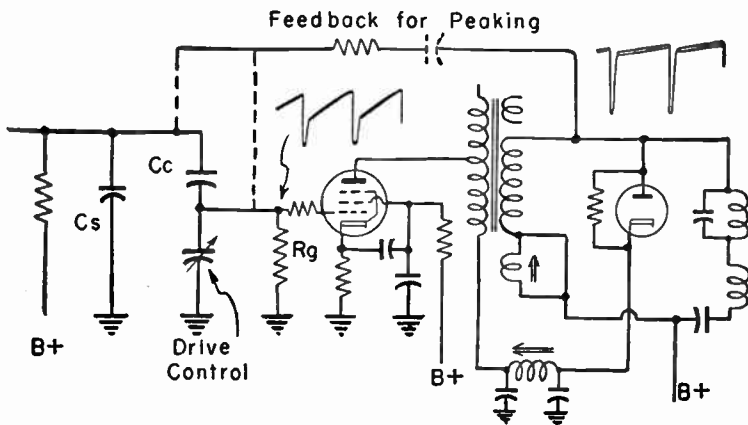 Feedback for Peaking
Cc
Cs
Rg
B+
Drive
Control
B+
B+